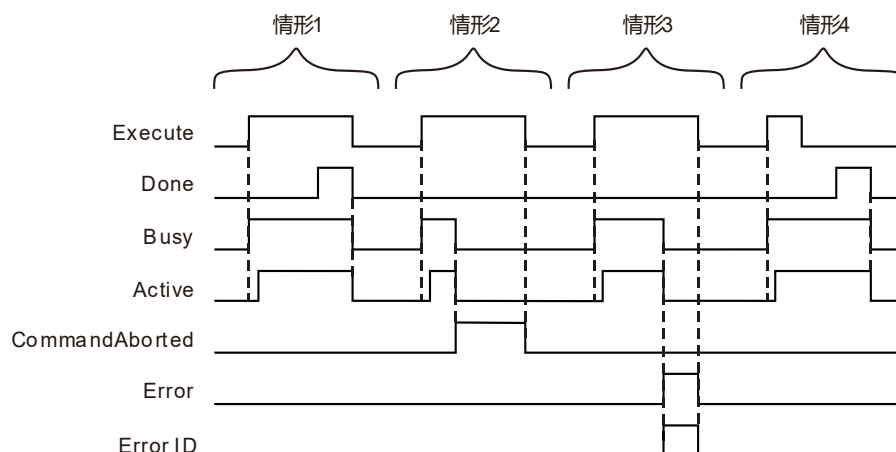 情形1 情形2 情形3 情形4
Execute
Done
Busy
Active
CommandAborted
Error
Error ID